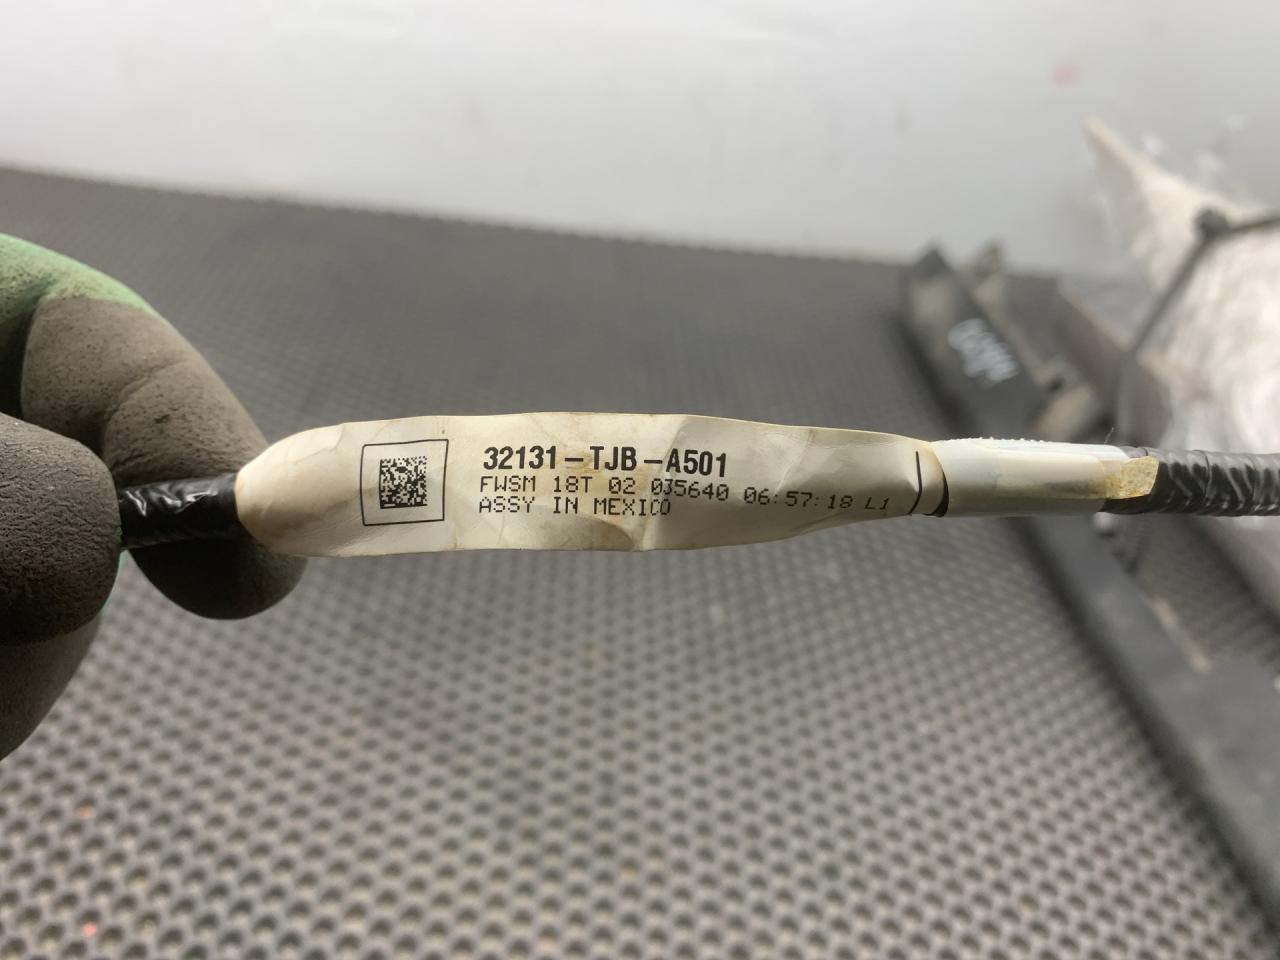 32131-TJB-A501
FWSM 18T 02 035640 06:57:18 L1
ASSY IN MEXICO